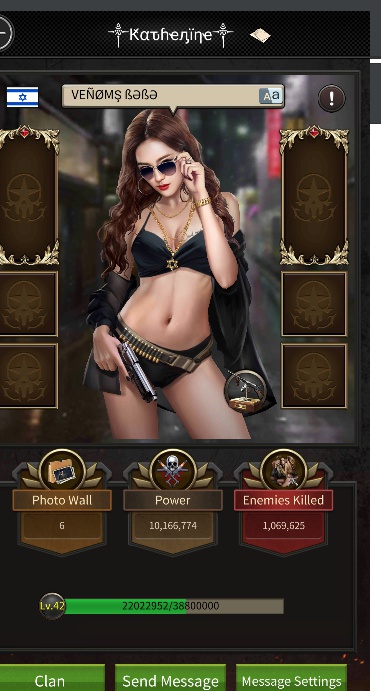 ༒Ƙɑէհҽɾíղҽ༒
VEÑØMŞ ßəßƏ
Aa
Photo Wall
Power
Enemies Killed
6
10,166,774
1,069,625
Lv.42
22022952/38800000
Clan
Send Message
Message Settings